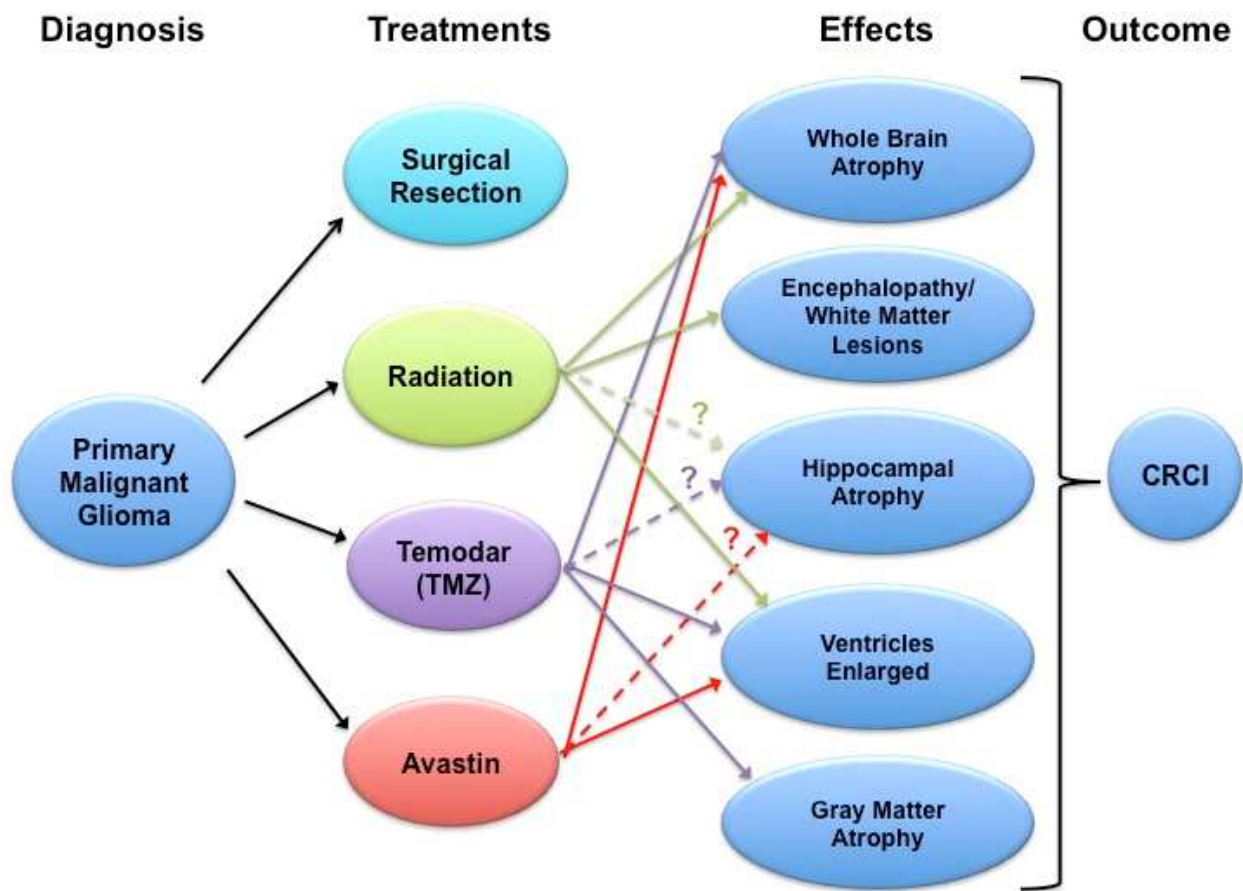 Diagnosis
Treatments
Effects
Outcome
Surgical
Resection
Radiation
Primary
Malignant
Glioma
Temodar
(TMZ)
Avastin
?
?
?
Whole Brain
Atrophy
Encephalopathy/
White Matter
Lesions
Hippocampal
Atrophy
Ventricles
Enlarged
Gray Matter
Atrophy
CRCI